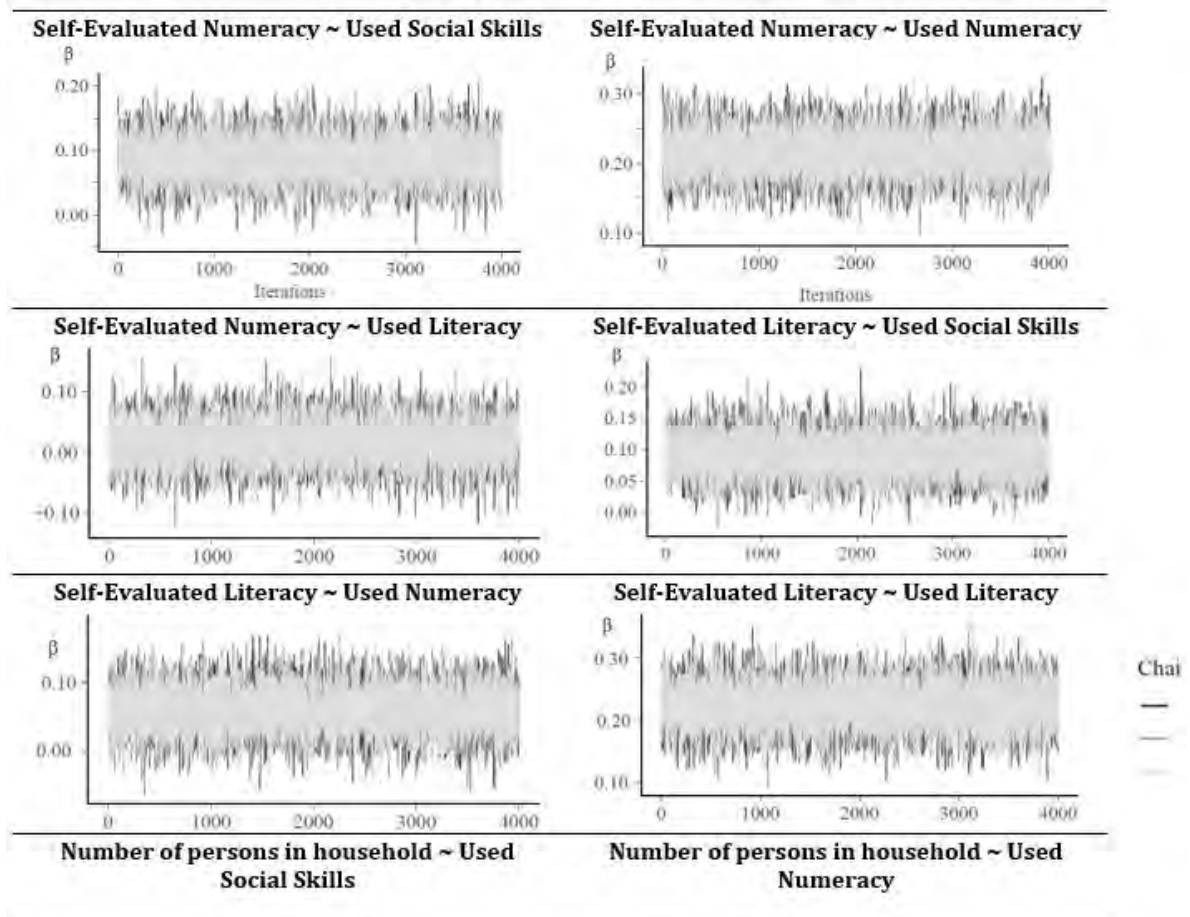 Self-Evaluated Numeracy ~ Used Social Skills
β
0.20
0.10
0.00
0 1000 2000 3000 4000
Iterations
Self-Evaluated Numeracy ~ Used Numeracy
β
0.30
0.20
0.10
0 1000 2000 3000 4000
Iterations
Self-Evaluated Numeracy ~ Used Literacy
β
0.10
0.00
-0.10
0 1000 2000 3000 4000
Self-Evaluated Literacy ~ Used Social Skills
β
0.20
0.15
0.10
0.05
0.00
0 1000 2000 3000 4000
Self-Evaluated Literacy ~ Used Numeracy
β
0.10
0.00
0 1000 2000 3000 4000
Self-Evaluated Literacy ~ Used Literacy
β
0.30
0.20
0.10
0 1000 2000 3000 4000
Chai
Number of persons in household ~ Used
Social Skills
Number of persons in household ~ Used
Numeracy